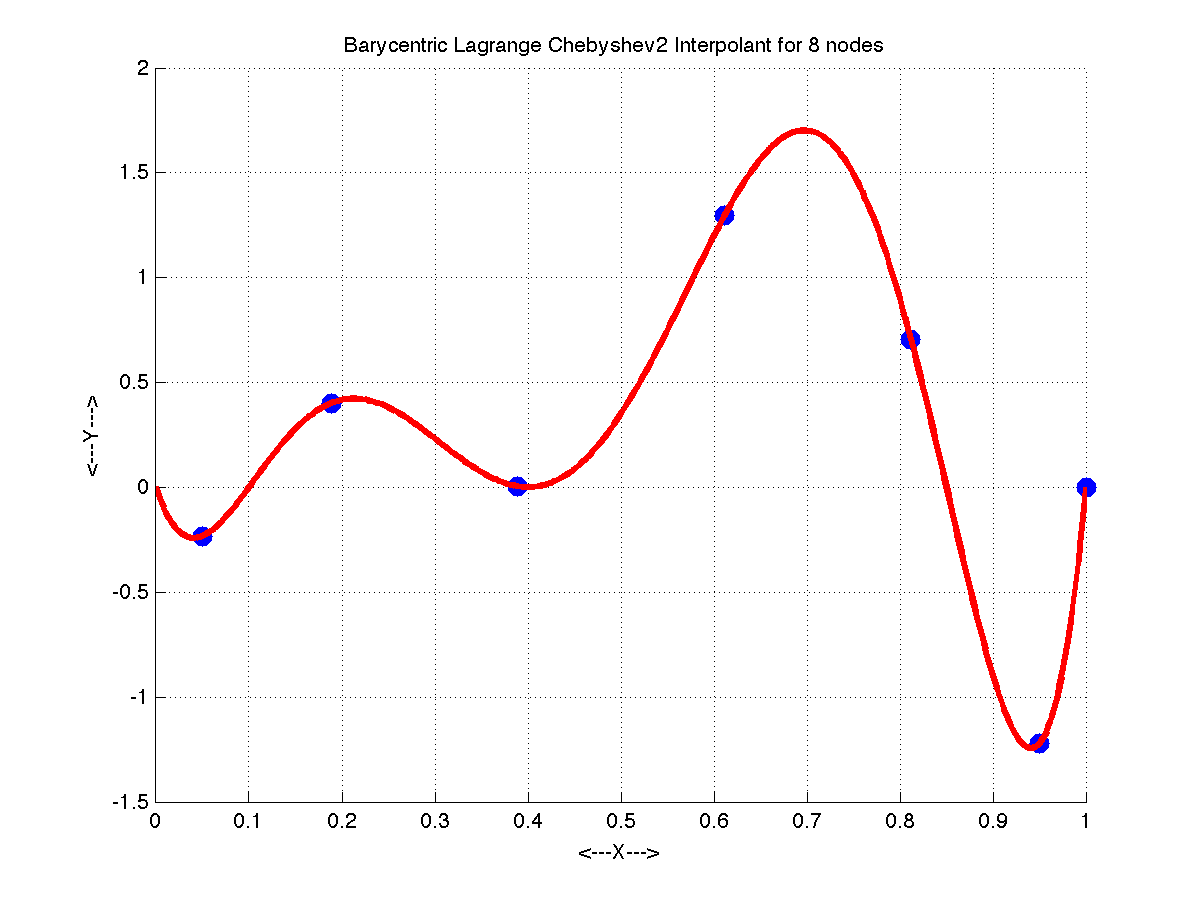 Barycentric Lagrange Chebyshev2 Interpolant for 8 nodes
2
1.5
1
0.5
0
-0.5
-1
-1.5
<---Y--->
0 0.1 0.2 0.3 0.4 0.5 0.6 0.7 0.8 0.9 1
<---X--->